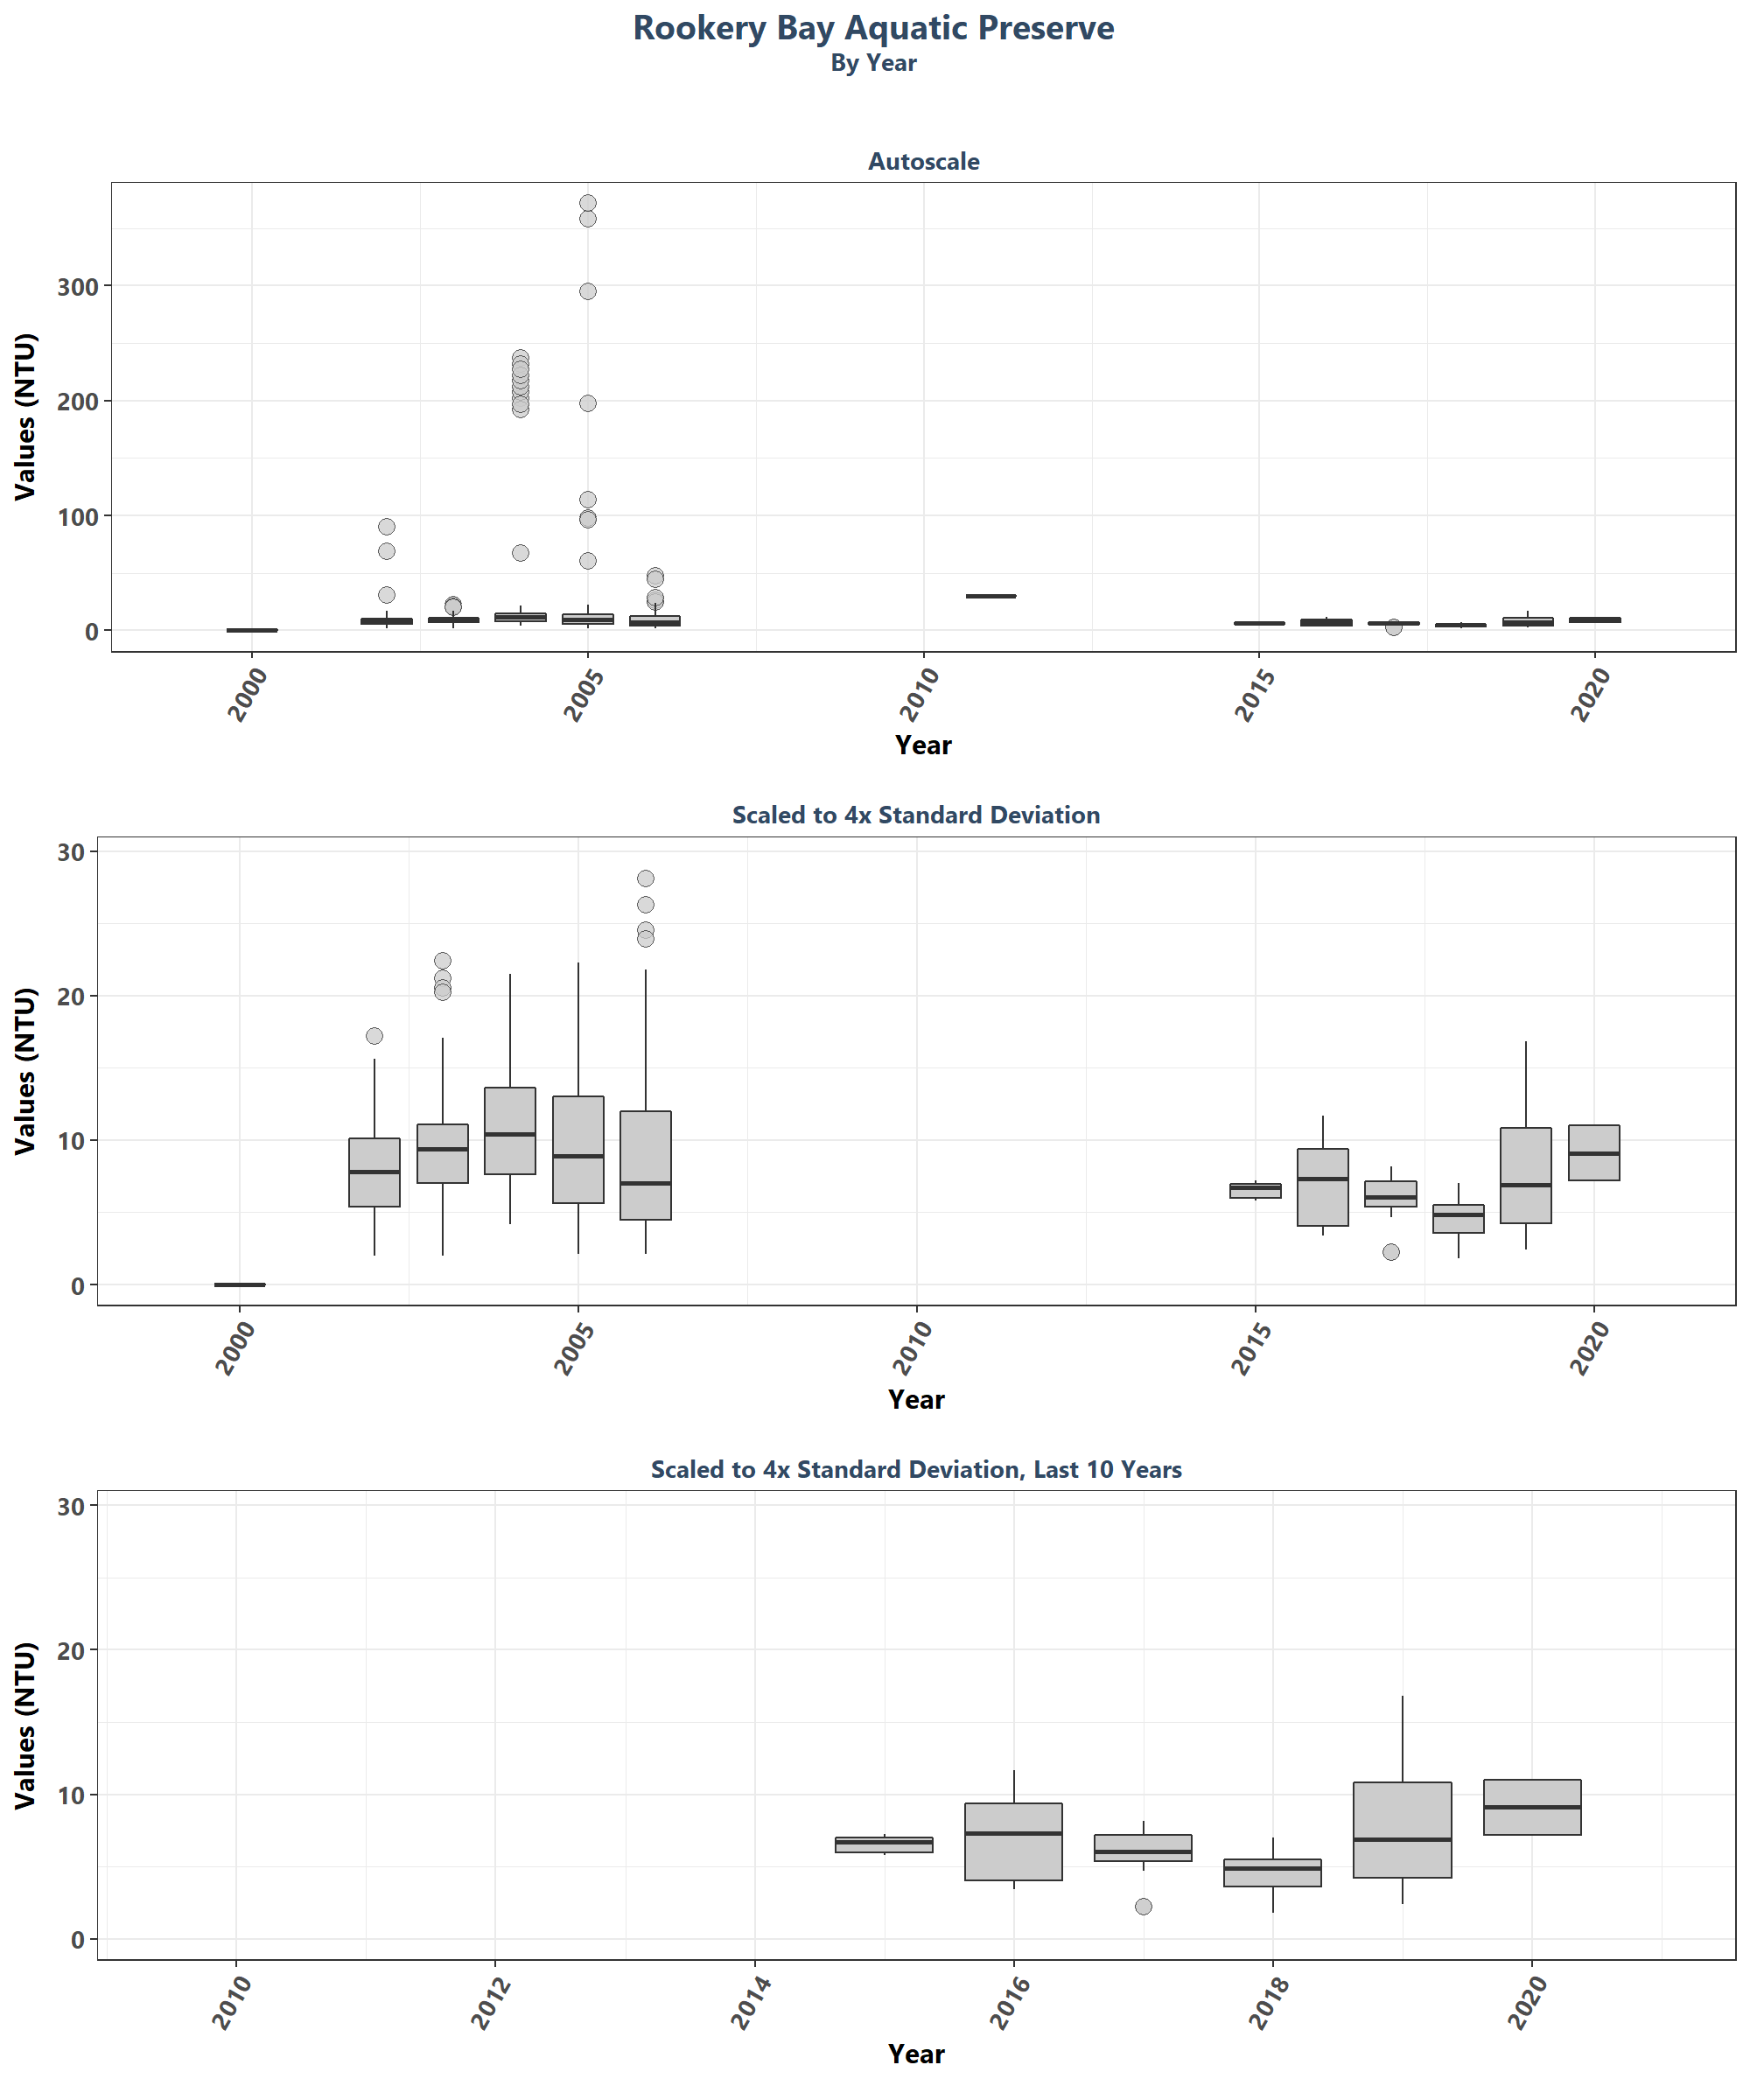 Rookery Bay Aquatic Preserve
By Year
Autoscale
Values (NTU)
300
200
100
0
2000
2005
2010
2015
2020
Year
Scaled to 4x Standard Deviation
Values (NTU)
30
20
10
0
2000
2005
2010
2015
2020
Year
Scaled to 4x Standard Deviation, Last 10 Years
Values (NTU)
30
20
10
0
2010
2012
2014
2016
2018
2020
Year